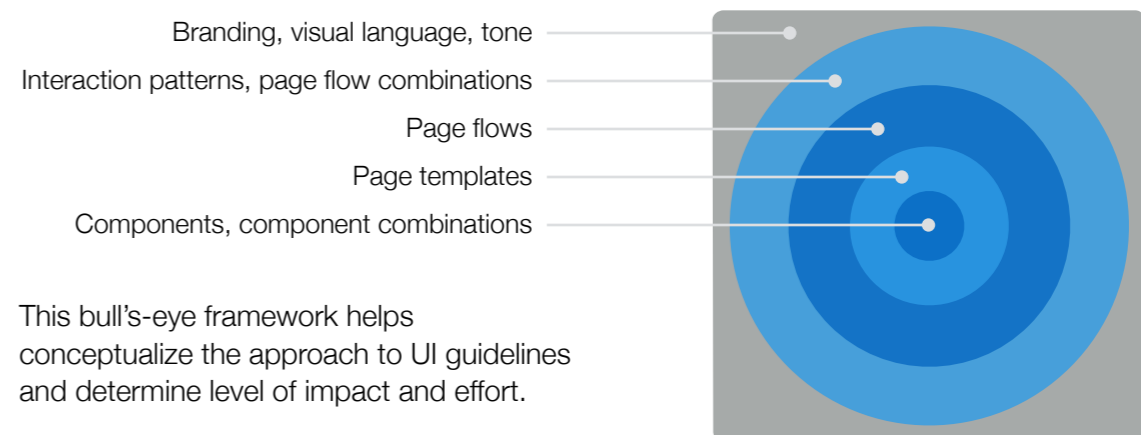 Branding, visual language, tone
Interaction patterns, page flow combinations
Page flows
Page templates
Components, component combinations
This bull’s-eye framework helps
conceptualize the approach to UI guidelines
and determine level of impact and effort.